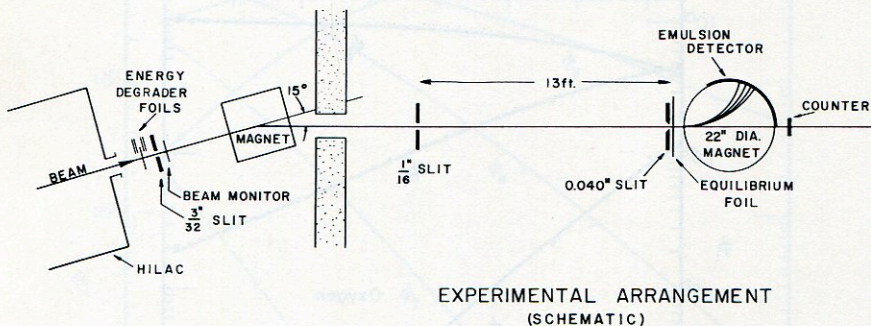 EMULSION
DETECTOR
ENERGY
DEGRADER
FOILS
15°
13ft.
COUNTER
MAGNET
22" DIA.
MAGNET
BEAM
1"/16 SLIT
BEAM MONITOR
0.040" SLIT
EQUILIBRIUM
FOIL
3"/32 SLIT
HILAC
EXPERIMENTAL ARRANGEMENT
(SCHEMATIC)